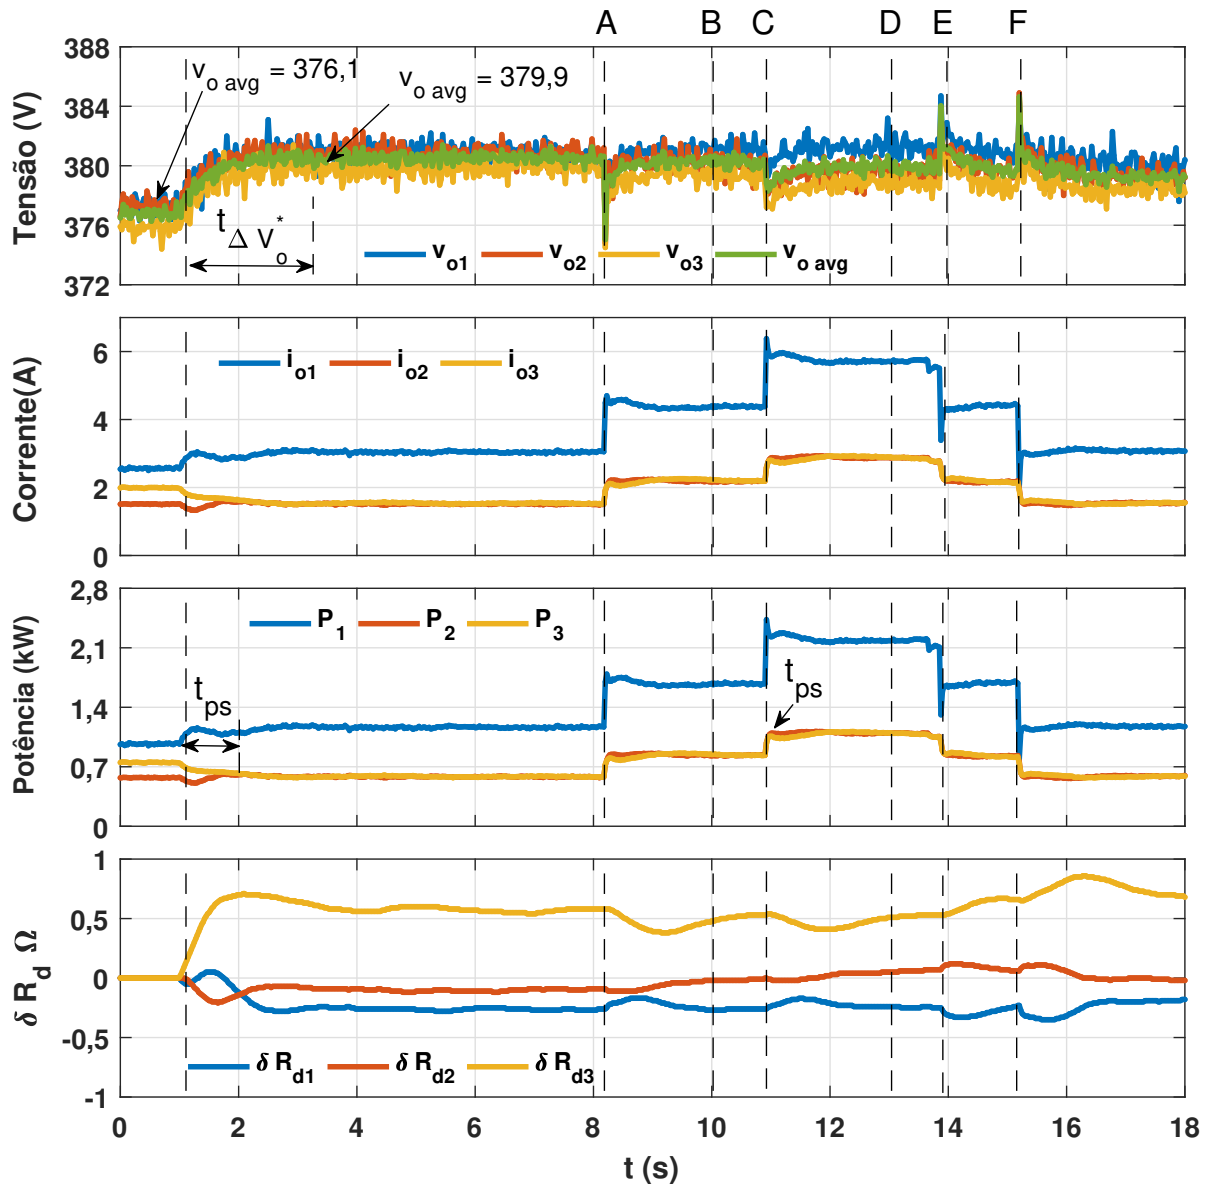 A B C D E F
Tensão (V)
388
384
380
376
372
v o avg = 376,1
v o avg = 379,9
t Δ V o *
v o1 v o2 v o3 v o avg
Corrente(A)
6
4
2
0
i o1 i o2 i o3
Potência (kW)
2,8
2,1
1,4
0,7
0
P 1 P 2 P 3
t ps
t ps
δ R d Ω
1
0,5
0
-0,5
-1
δ R d1 δ R d2 δ R d3
0 2 4 6 8 10 12 14 16 18
t (s)